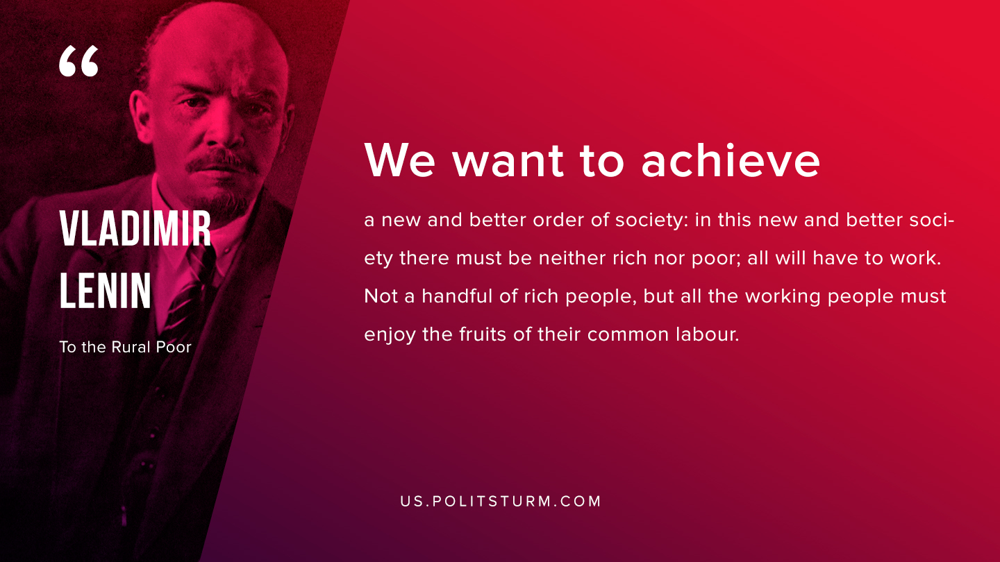 “
VLADIMIR
LENIN
To the Rural Poor
We want to achieve
a new and better order of society: in this new and better soci-
ety there must be neither rich nor poor; all will have to work.
Not a handful of rich people, but all the working people must
enjoy the fruits of their common labour.
US.POLITSTURM.COM